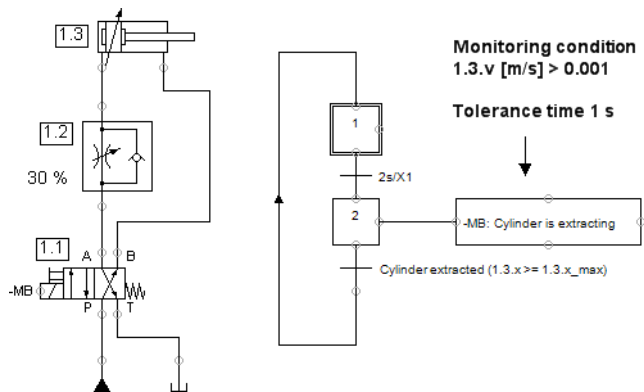 1.3
Monitoring condition
1.3.v [m/s] > 0.001
Tolerance time 1 s
1
1.2
30 %
2s/X1
2
-MB: Cylinder is extracting
1.1
A
B
Cylinder extracted (1.3.x >= 1.3.x_max)
-MB
P
T